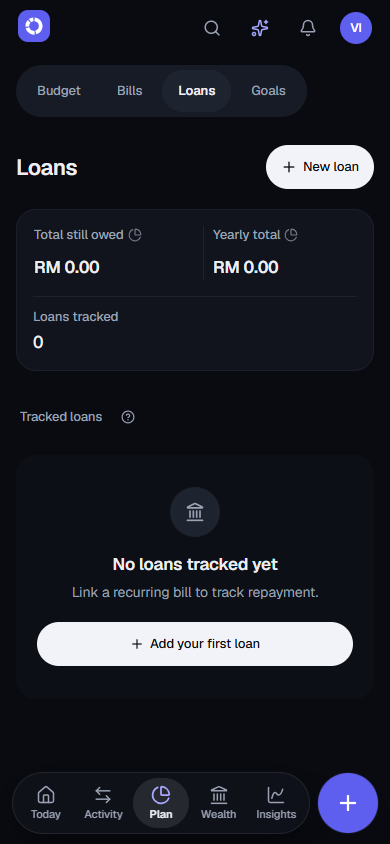 VI
Budget
Bills
Loans
Goals
Loans
New loan
Total still owed
Yearly total
RM 0.00
RM 0.00
Loans tracked
0
Tracked loans
No loans tracked yet
Link a recurring bill to track repayment.
Add your first loan
Today
Activity
Plan
Wealth
Insights